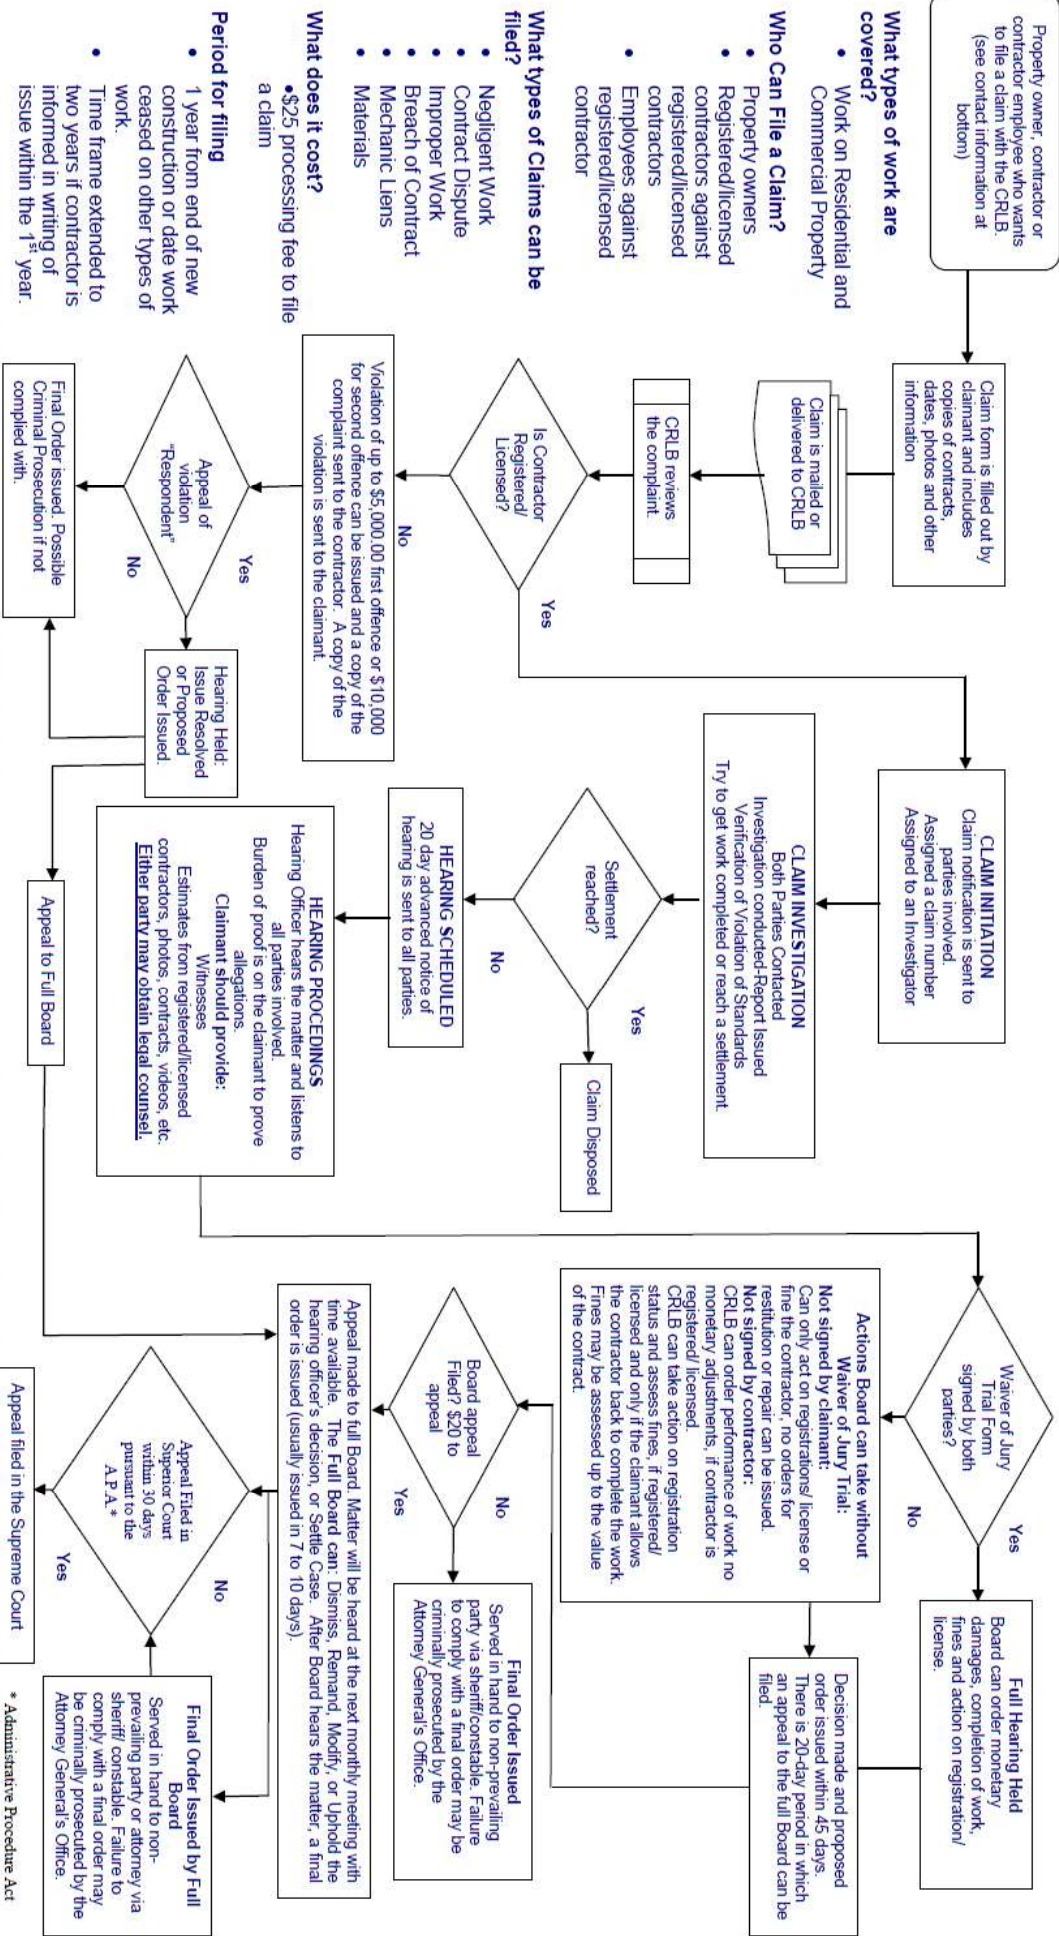 Property owner, contractor or
contractor employee who wants
to file a claim with the CRLB.
(see contact information at
bottom)
What types of work are
covered?
• Work on Residential and
Commercial Property
Who Can File a Claim?
• Property owners
• Registered/licensed
contractors against
registered/licensed
contractors
• Employees against
registered/licensed
contractor
What types of Claims can be
filed?
• Negligent Work
• Contract Dispute
• Improper Work
• Breach of Contract
• Mechanic Liens
• Materials
What does it cost?
•$25 processing fee to file
a claim
Period for filing
• 1 year from end of new
construction or date work
ceased on other types of
work.
• Time frame extended to
two years if contractor is
informed in writing of
issue within the 1st year.
Claim form is filled out by
claimant and includes
copies of contracts,
dates, photos and other
information
Claim is mailed or
delivered to CRLB
CRLB reviews
the complaint.
Is Contractor
Registered/
Licensed?
Yes
No
Violation of up to $5,000.00 first offence or $10,000
for second offence can be issued and a copy of the
complaint sent to the contractor. A copy of the
violation is sent to the claimant.
Appeal of
violation
"Respondent"
Yes
No
Final Order issued. Possible
Criminal Prosecution if not
complied with.
Hearing Held:
Issue Resolved
or Proposed
Order Issued.
Appeal to Full Board
CLAIM INITIATION
Claim notification is sent to
parties involved.
Assigned a claim number
Assigned to an Investigator
CLAIM INVESTIGATION
Both Parties Contacted
Investigation conducted-Report Issued
Verification of Violation of Standards
Try to get work completed or reach a settlement.
Settlement
reached?
Yes
No
Claim Disposed
HEARING SCHEDULED
20 day advanced notice of
hearing is sent to all parties.
HEARING PROCEDINGS
Hearing Officer hears the matter and listens to
all parties involved.
Burden of proof is on the claimant to prove
allegations.
Claimant should provide:
Witnesses
Estimates from registered/licensed
contractors, photos, contracts, videos, etc.
Either party may obtain legal counsel.
Waiver of Jury
Trial Form
signed by both
parties?
Yes
No
Full Hearing Held
Board can order monetary
damages, completion of work,
fines and action on registration/
license.
Actions Board can take without
Waiver of Jury Trial:
Not signed by claimant:
Can only act on registrations/ license or
fine the contractor, no orders for
restitution or repair can be issued.
Not signed by contractor:
CRLB can order performance of work no
monetary adjustments, if contractor is
registered/ licensed.
CRLB can take action on registration
status and assess fines, if registered/
licensed and only if the claimant allows
the contractor back to complete the work.
Fines may be assessed up to the value
of the contract.
Decision made and proposed
order issued within 45 days.
There is 20-day period in which
an appeal to the full Board can be
filed.
Board appeal
Filed? $20 to
appeal
No
Yes
Final Order Issued
Served in hand to non-prevailing
party via sheriff/constable. Failure
to comply with a final order may be
criminally prosecuted by the
Attorney General's Office.
Appeal made to full Board. Matter will be heard at the next monthly meeting with
time available. The Full Board can: Dismiss, Remand, Modify, or Uphold the
hearing officer's decision, or Settle Case. After Board hears the matter, a final
order is issued (usually issued in 7 to 10 days).
Appeal Filed in
Superior Court
within 30 days
pursuant to the
A.P.A.*
No
Yes
Final Order Issued by Full
Board
Served in hand to non-
prevailing party or attorney via
sheriff/ constable. Failure to
comply with a final order may
be criminally prosecuted by the
Attorney General's Office.
Appeal filed in the Supreme Court
* Administrative Procedure Act